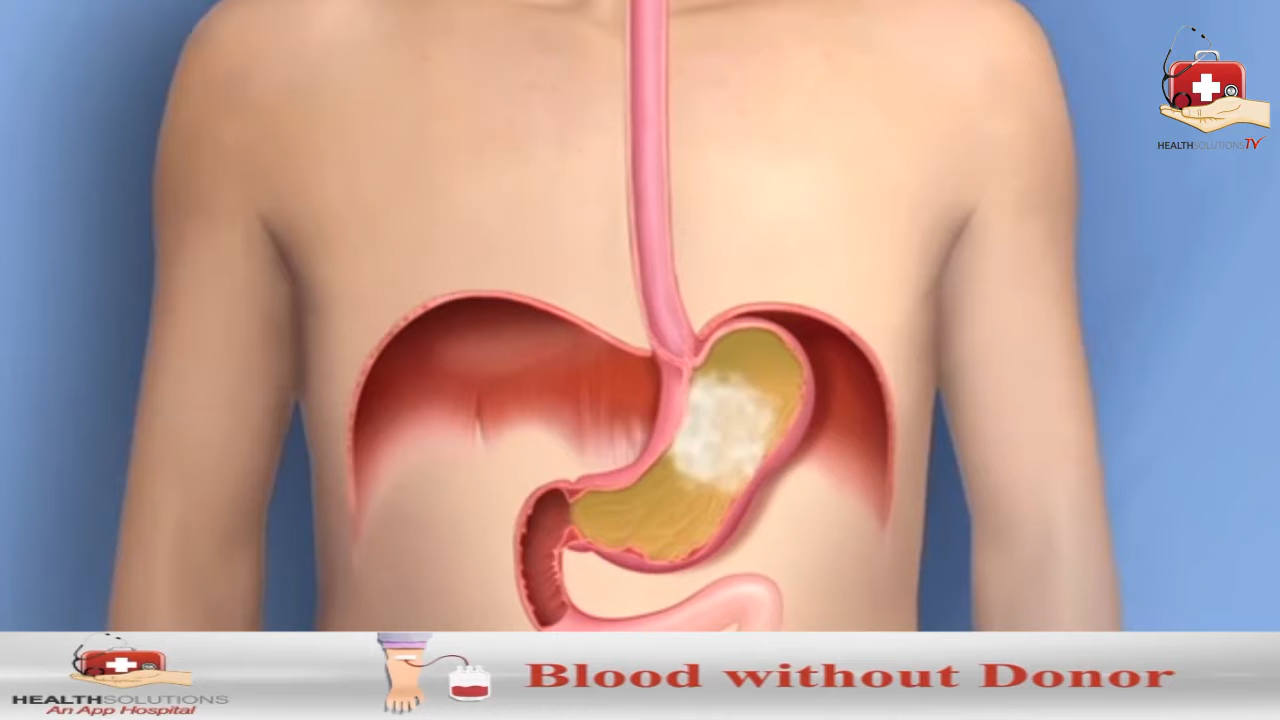 HEALTHSOLUTIONSTV
HEALTHSOLUTIONS
An App Hospital
Blood without Donor